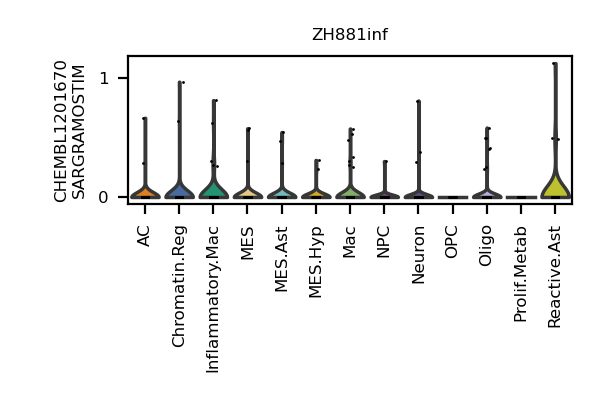 ZH881inf
CHEMBL1201670
SARGRAMOSTIM
1
0
AC
Chromatin.Reg
Inflammatory.Mac
MES
MES.Ast
MES.Hyp
Mac
NPC
Neuron
OPC
Oligo
Prolif.Metab
Reactive.Ast